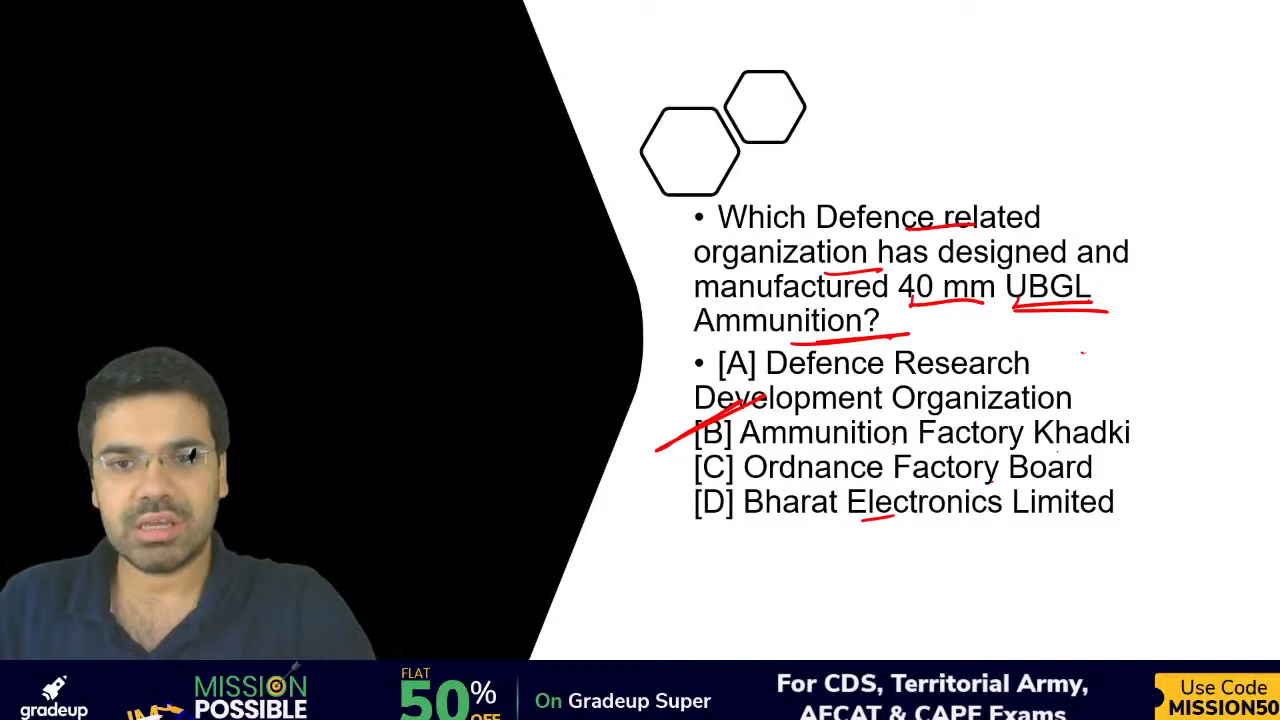 • Which Defence related
organization has designed and
manufactured 40 mm UBGL
Ammunition?
• [A] Defence Research
Development Organization
[B] Ammunition Factory Khadki
[C] Ordnance Factory Board
[D] Bharat Electronics Limited
gradeup
MISSION
POSSIBLE
FLAT
50%
OFF
On Gradeup Super
For CDS, Territorial Army,
AFCAT & CAPF Exams
Use Code
MISSION50